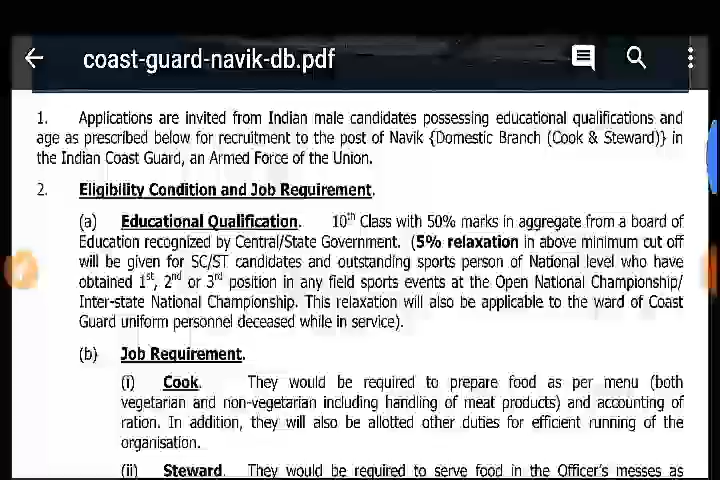 coast-guard-navik-db.pdf
1. Applications are invited from Indian male candidates possessing educational qualifications and
age as prescribed below for recruitment to the post of Navik {Domestic Branch (Cook & Steward)} in
the Indian Coast Guard, an Armed Force of the Union.
2. Eligibility Condition and Job Requirement.
(a) Educational Qualification. 10th Class with 50% marks in aggregate from a board of
Education recognized by Central/State Government. (5% relaxation in above minimum cut off
will be given for SC/ST candidates and outstanding sports person of National level who have
obtained 1st, 2nd or 3rd position in any field sports events at the Open National Championship/
Inter-state National Championship. This relaxation will also be applicable to the ward of Coast
Guard uniform personnel deceased while in service).
(b) Job Requirement.
(i) Cook. They would be required to prepare food as per menu (both
vegetarian and non-vegetarian including handling of meat products) and accounting of
ration. In addition, they will also be allotted other duties for efficient running of the
organisation.
(ii) Steward. They would be required to serve food in the Officer's messes as